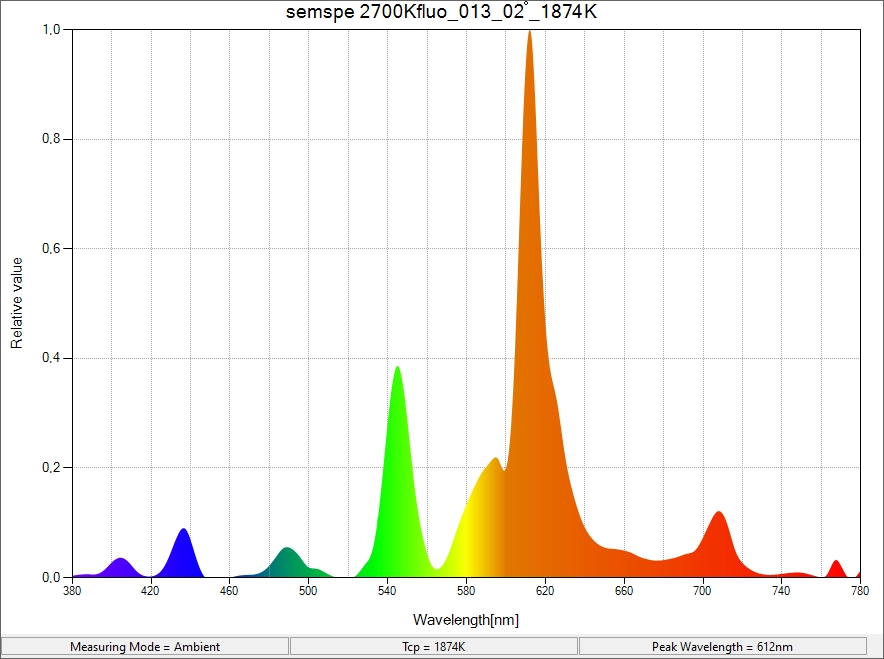 semspe 2700Kfluo_013_02°_1874K
1,0
0,8
0,6
0,4
0,2
0,0
Relative value
380 420 460 500 540 580 620 660 700 740 780
Wavelength[nm]
Measuring Mode = Ambient
Tcp = 1874K
Peak Wavelength = 612nm